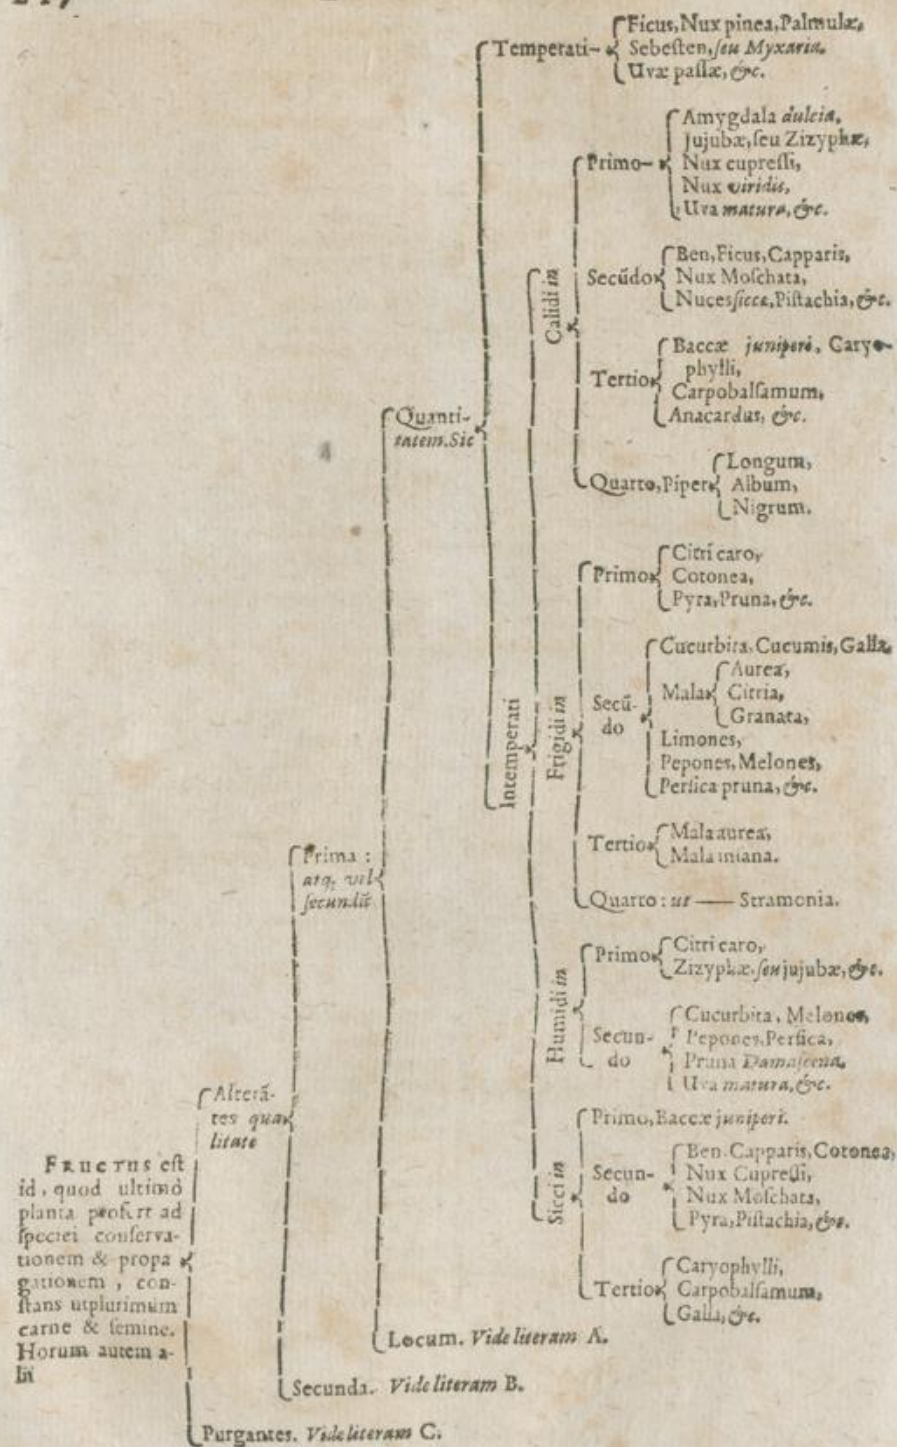 Temperati-
Ficus, Nux pinea, Palmulæ,
Sebeſten, ſeu Myxaria.
Uvæ paſſæ, &c.
Primo-
Amygdala dulcia,
Jujubæ, ſeu Zizyphæ,
Nux cupreſſi,
Nux viridis,
Uva matura, &c.
Calidi in
Secūdo
Ben, Ficus, Capparis,
Nux Moſchata,
Nuces ſiccæ, Piſtachia, &c.
Tertio
Baccæ juniperi, Caryo-
phylli,
Carpobalſamum,
Anacardus, &c.
Quanti-
tatem. Sic
Quarto, Piper
Longum,
Album,
Nigrum.
Primo
Citri caro,
Cotonea,
Pyra, Pruna, &c.
Intemperati
Frigidi in
Secū-
do
Cucurbita, Cucumis, Galla,
Mala
Aurea,
Citria,
Granata,
Limones,
Pepones, Melones,
Perſica pruna, &c.
Tertio
Mala aurea,
Mala iniana.
Quarto: ut — Stramonia.
Prima:
atq; vel
ſecundū
Humidi in
Primo
Citri caro,
Zizyphæ, ſeu jujubæ, &c.
Secun-
do
Cucurbita, Melones,
Pepones, Perſica,
Pruna Damaſcena,
Uva matura, &c.
Alterā-
tes qua
litate
Sicci in
Primo, Baccæ juniperi.
Secun-
do
Ben, Capparis, Cotonea,
Nux Cupreſſi,
Nux Moſchata,
Pyra, Piſtachia, &c.
Tertio
Caryophylli,
Carpobalſamum,
Galla, &c.
FRUCTUS eſt
id, quod ultimò
planta profert ad
ſpeciei conſerva-
tionem & propa
gationem, con-
ſtans utplurimum
carne & ſemine.
Horum autem a-
lii
Locum. Vide literam A.
Secunda. Vide literam B.
Purgantes. Vide literam C.